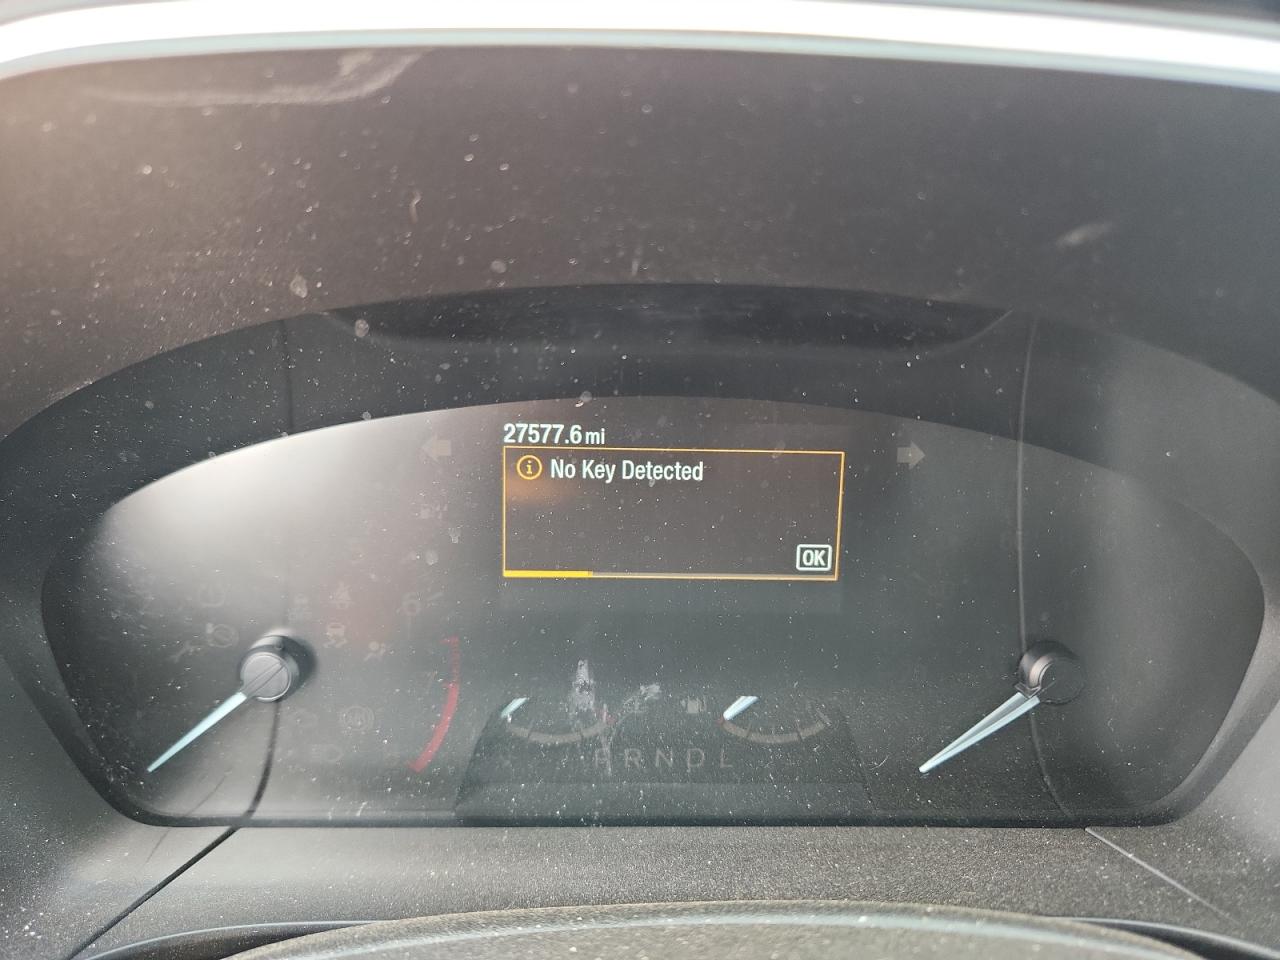 27577.6 mi
No Key Detected
OK
PRNDL